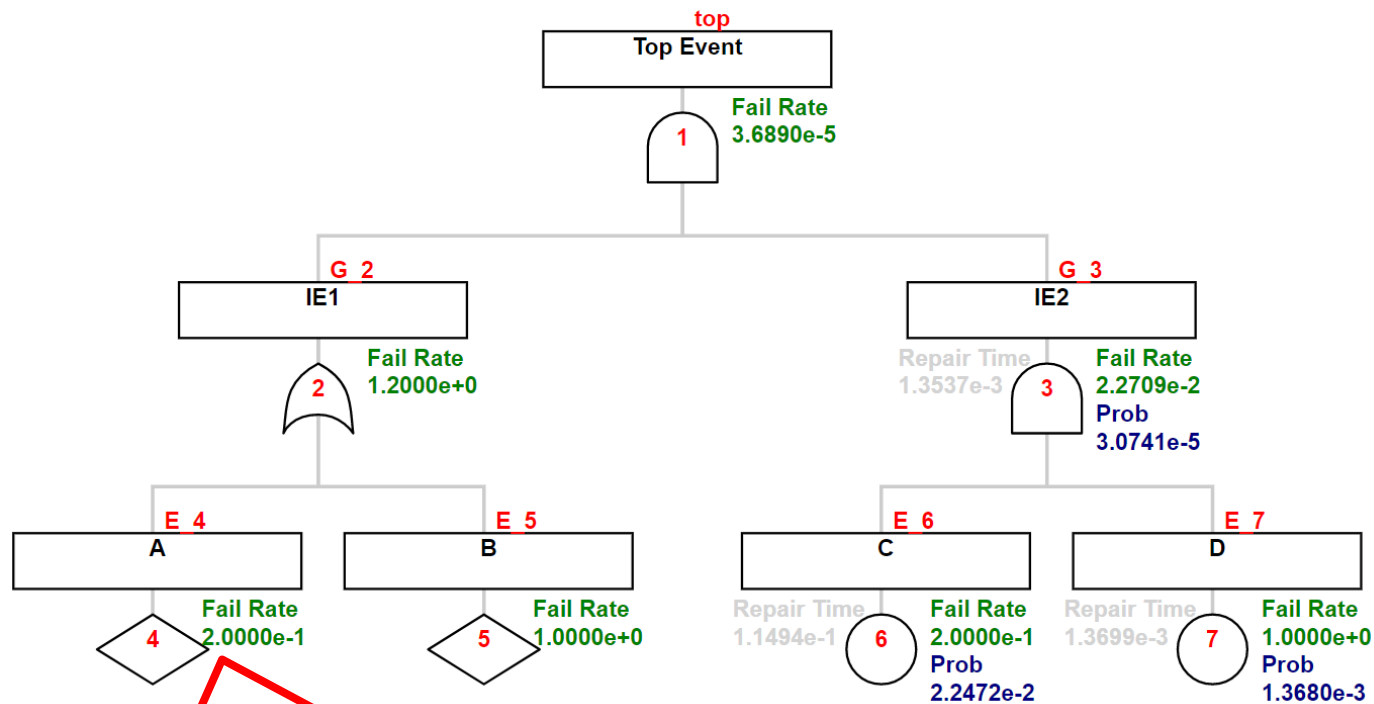 top
Top Event
Fail Rate
3.6890e-5
1
G_2
IE1
Fail Rate
1.2000e+0
2
G_3
IE2
Repair Time
1.3537e-3
Fail Rate
2.2709e-2
3
Prob
3.0741e-5
E_4
A
Fail Rate
2.0000e-1
4
E_5
B
Fail Rate
1.0000e+0
5
E_6
C
Repair Time
1.1494e-1
Fail Rate
2.0000e-1
6
Prob
2.2472e-2
E_7
D
Repair Time
1.3699e-3
Fail Rate
1.0000e+0
7
Prob
1.3680e-3